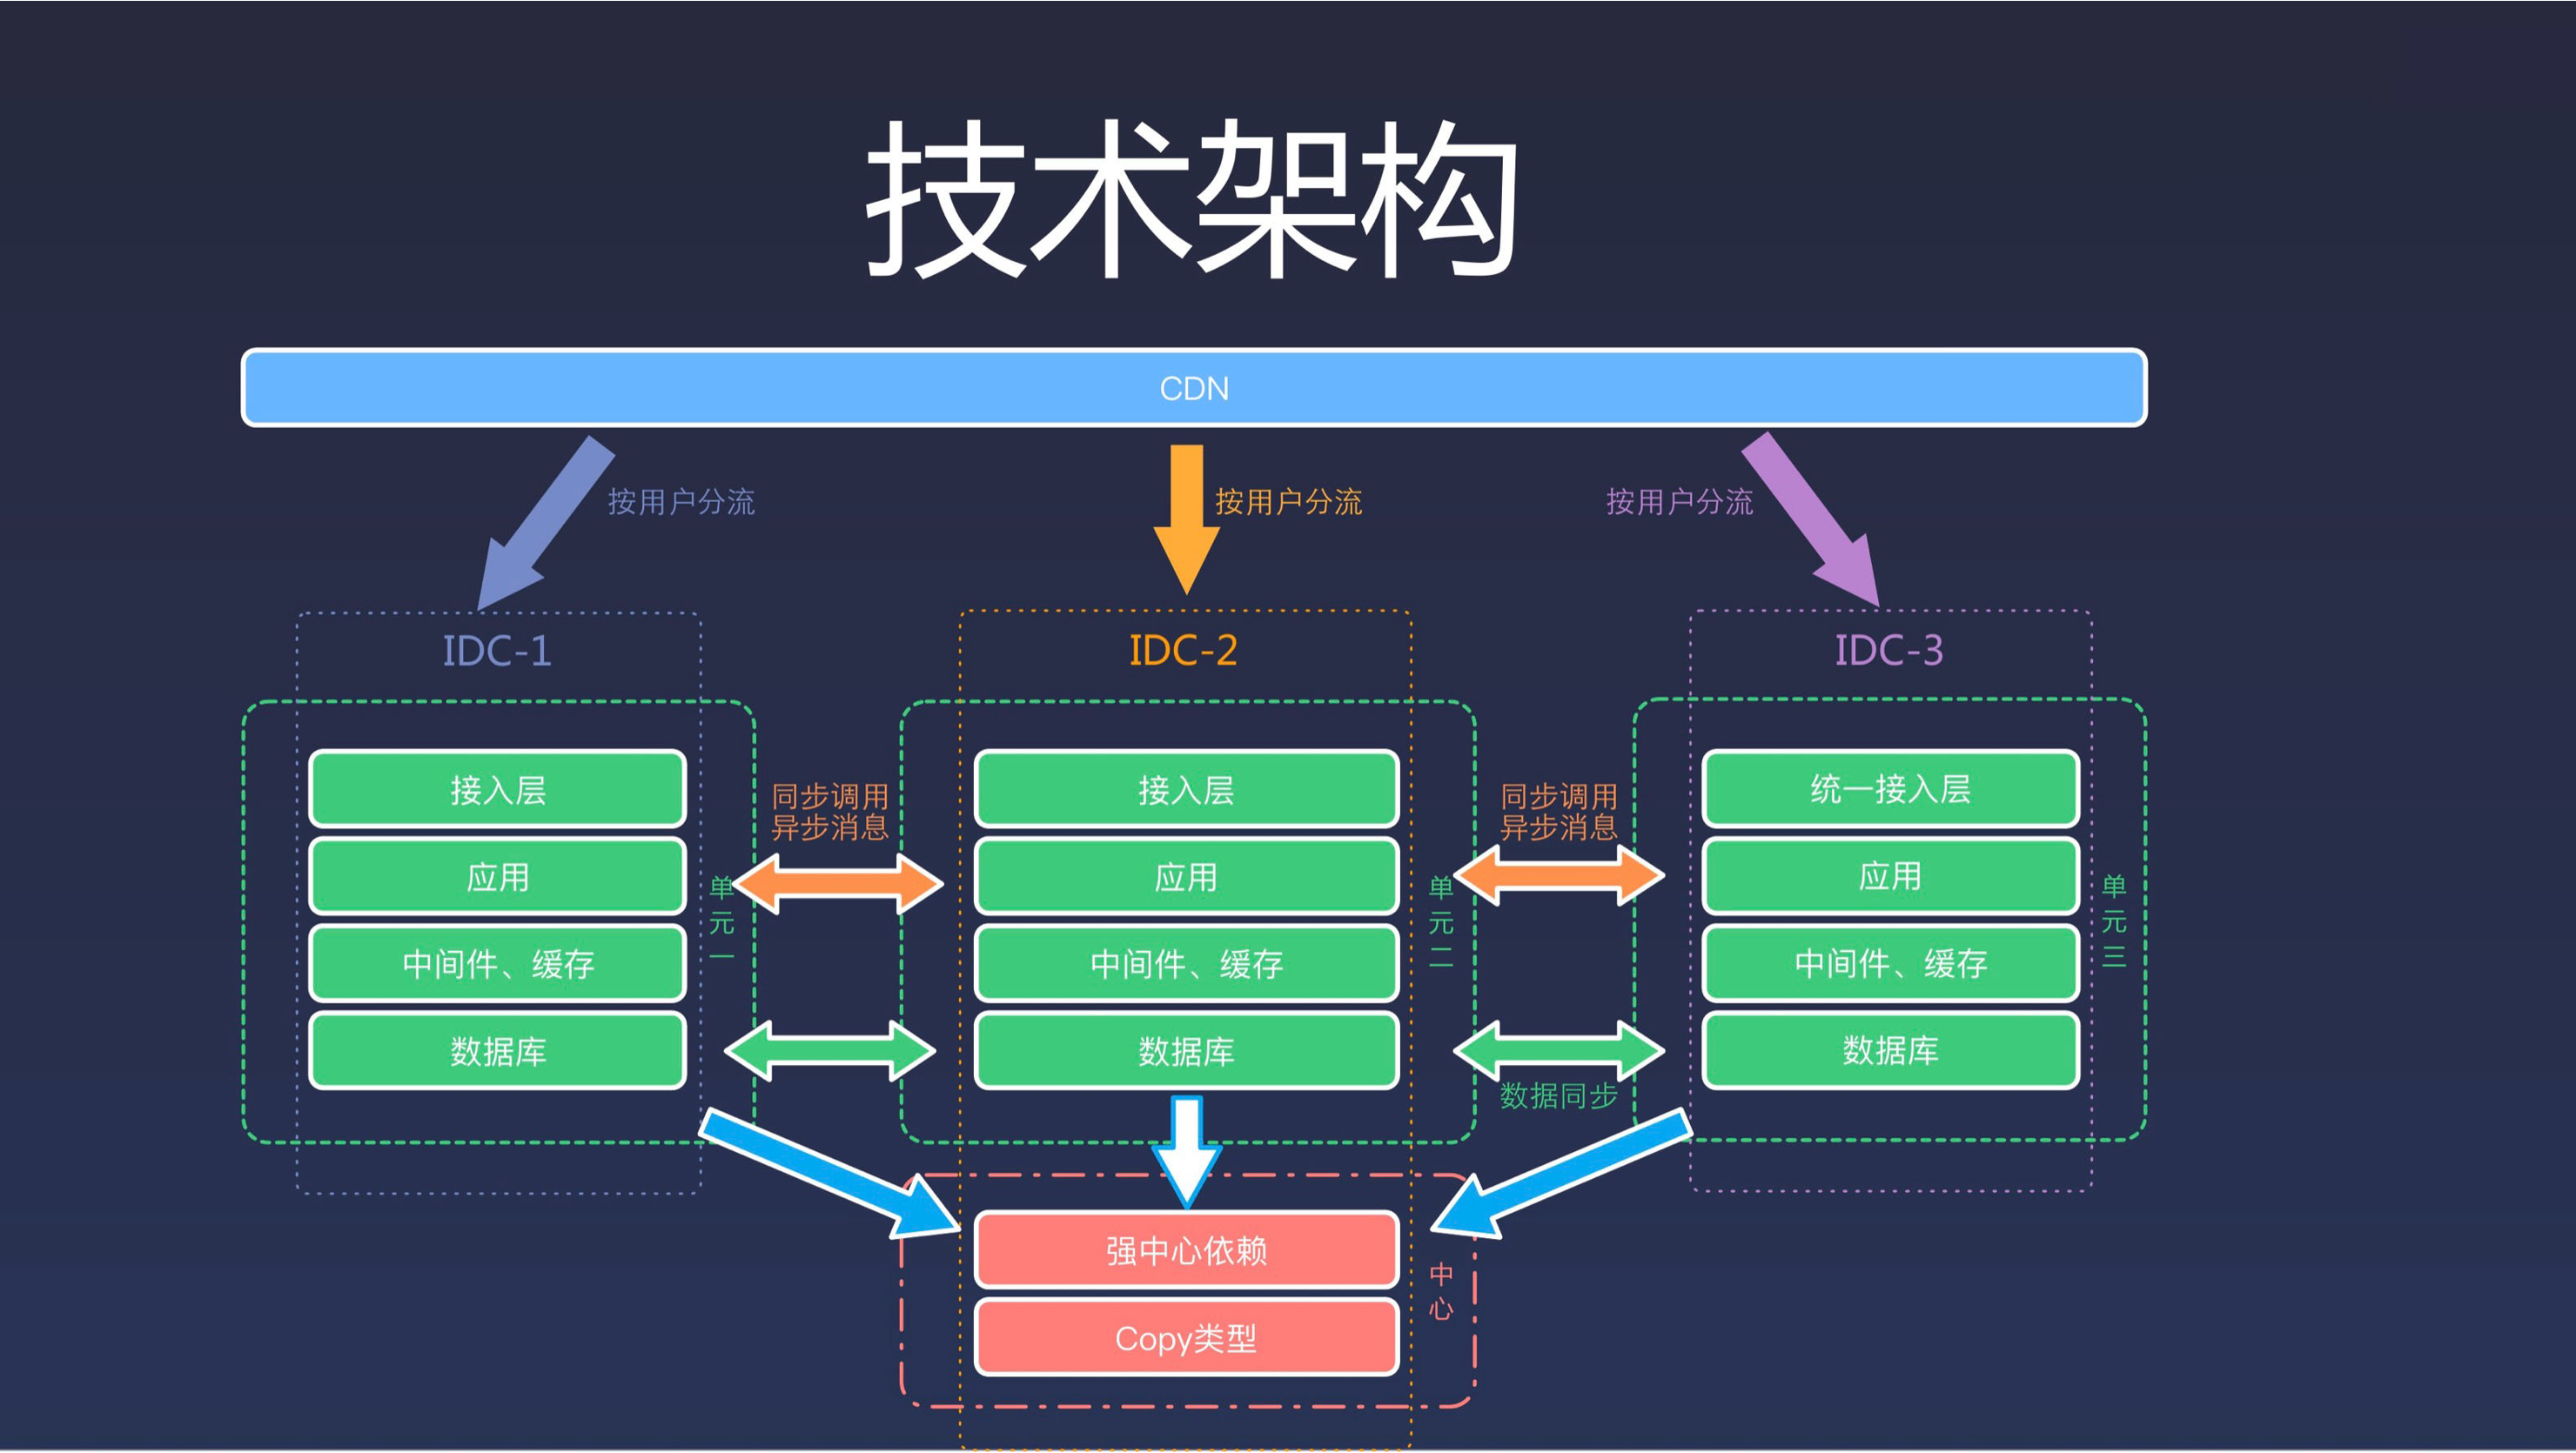 技术架构
CDN
按用户分流
按用户分流
按用户分流
IDC-1
IDC-2
IDC-3
接入层
应用
中间件、缓存
数据库
单元一
同步调用
异步消息
接入层
应用
中间件、缓存
数据库
单元二
同步调用
异步消息
数据同步
统一接入层
应用
中间件、缓存
数据库
单元三
强中心依赖
Copy类型
中心